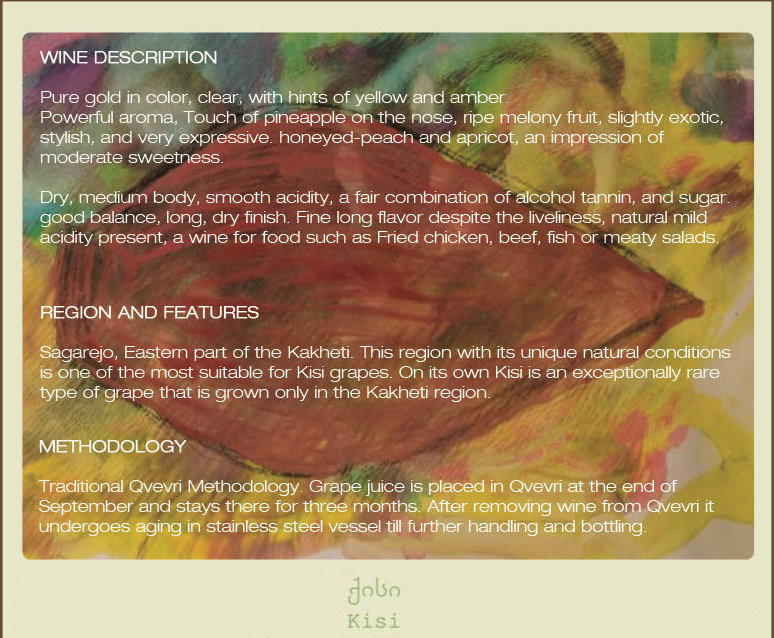 WINE DESCRIPTION
Pure gold in color, clear, with hints of yellow and amber.
Powerful aroma, Touch of pineapple on the nose, ripe melony fruit, slightly exotic,
stylish, and very expressive. honeyed-peach and apricot, an impression of
moderate sweetness.
Dry, medium body, smooth acidity, a fair combination of alcohol tannin, and sugar.
good balance, long, dry finish. Fine long flavor despite the liveliness, natural mild
acidity present, a wine for food such as Fried chicken, beef, fish or meaty salads.
REGION AND FEATURES
Sagarejo, Eastern part of the Kakheti. This region with its unique natural conditions
is one of the most suitable for Kisi grapes. On its own Kisi is an exceptionally rare
type of grape that is grown only in the Kakheti region.
METHODOLOGY
Traditional Qvevri Methodology. Grape juice is placed in Qvevri at the end of
September and stays there for three months. After removing wine from Qvevri it
undergoes aging in stainless steel vessel till further handling and bottling.
ქისი
Kisi